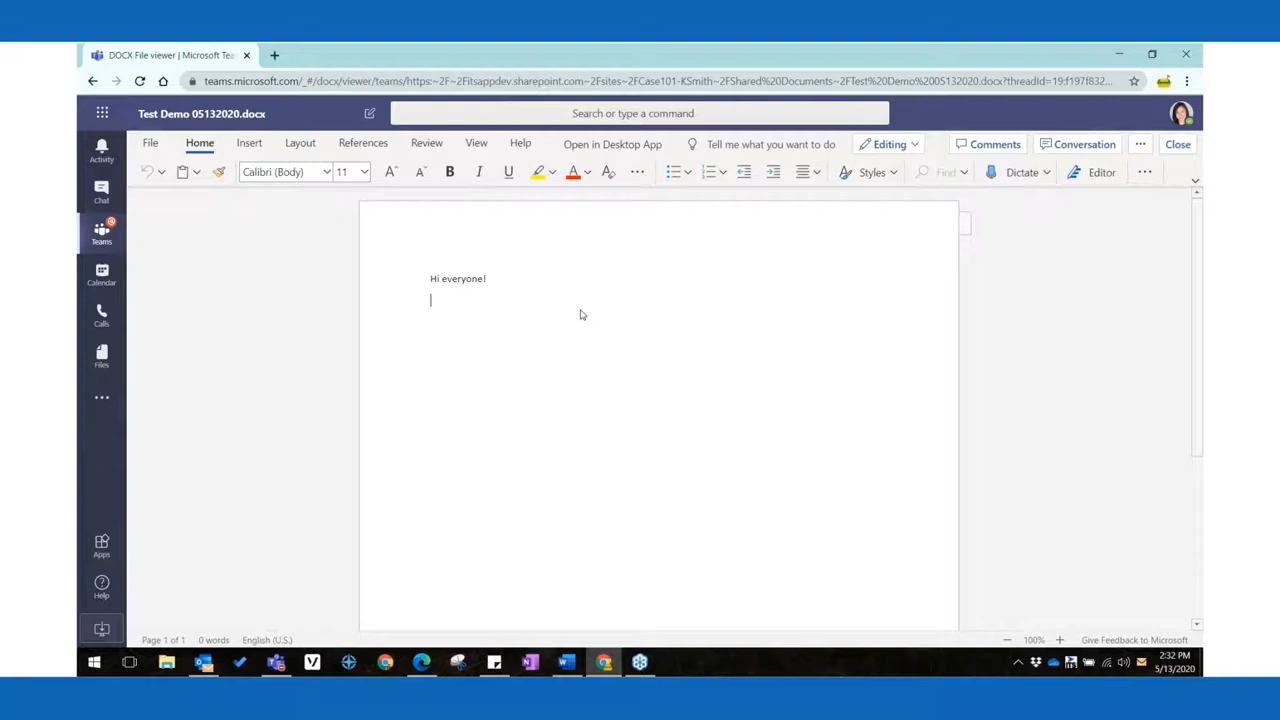 DOCX File viewer | Microsoft Tea
teams.microsoft.com/_#/docx/viewer/teams/https:~2F~2Fitsappdev.sharepoint.com~2Fsites~2FCase101-KSmith~2FShared%20Documents~2FTest%20Demo%2005132020.docx?threadId=19:f197f832...
Test Demo 05132020.docx
Search or type a command
File Home Insert Layout References Review View Help Open in Desktop App Tell me what you want to do Editing Comments Conversation ... Close
Calibri (Body) 11 A A B I U A A ... Styles Find Dictate Editor ...
Activity
Chat
Teams
Calendar
Calls
Files
...
Apps
Help
Hi everyone!
Page 1 of 1 0 words English (U.S.) 100% Give Feedback to Microsoft
2:32 PM
5/13/2020